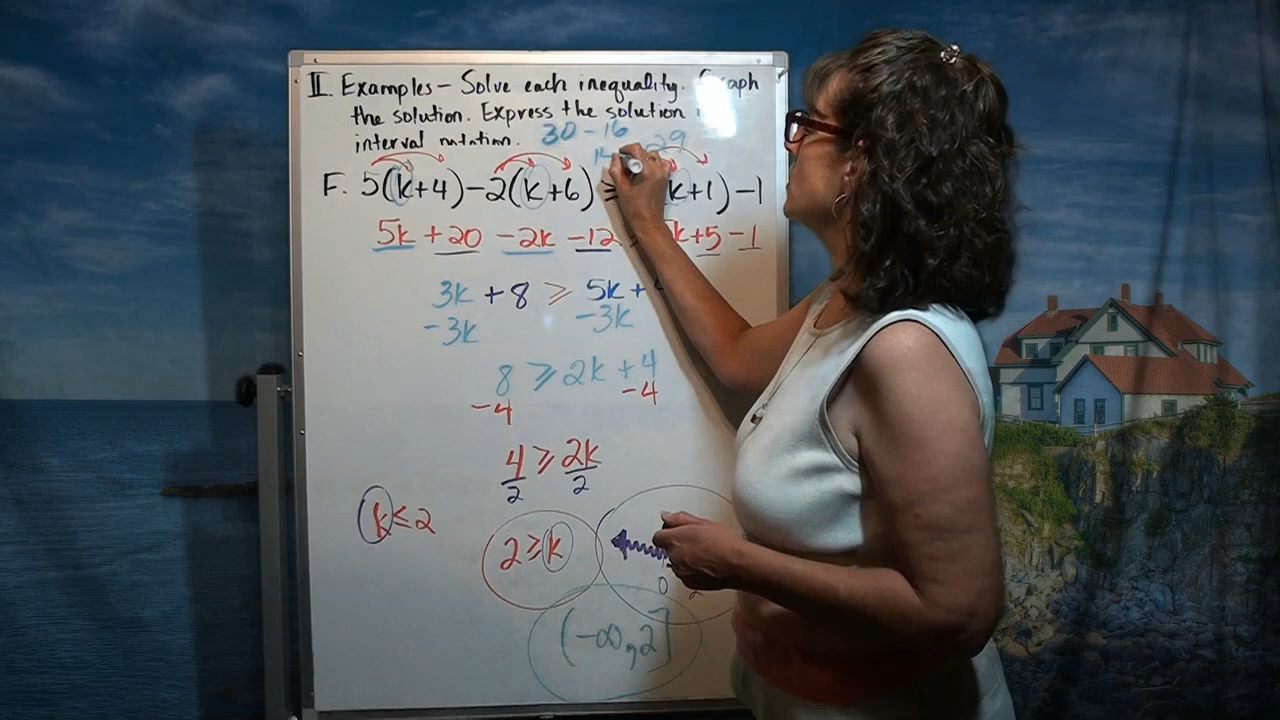 II. Examples – Solve each inequality. Graph
the solution. Express the solution
interval notation.
30 - 16
29
F. 5(k+4) - 2(k+6) ≥ k+1) - 1
5k + 20 - 2k - 12 k + 5 - 1
3k + 8 ≥ 5k +
-3k -3k
8 ≥ 2k + 4
-4 -4
4/2 ≥ 2k/2
k ≤ 2
2 ≥ k
0 2
(-∞, 2]